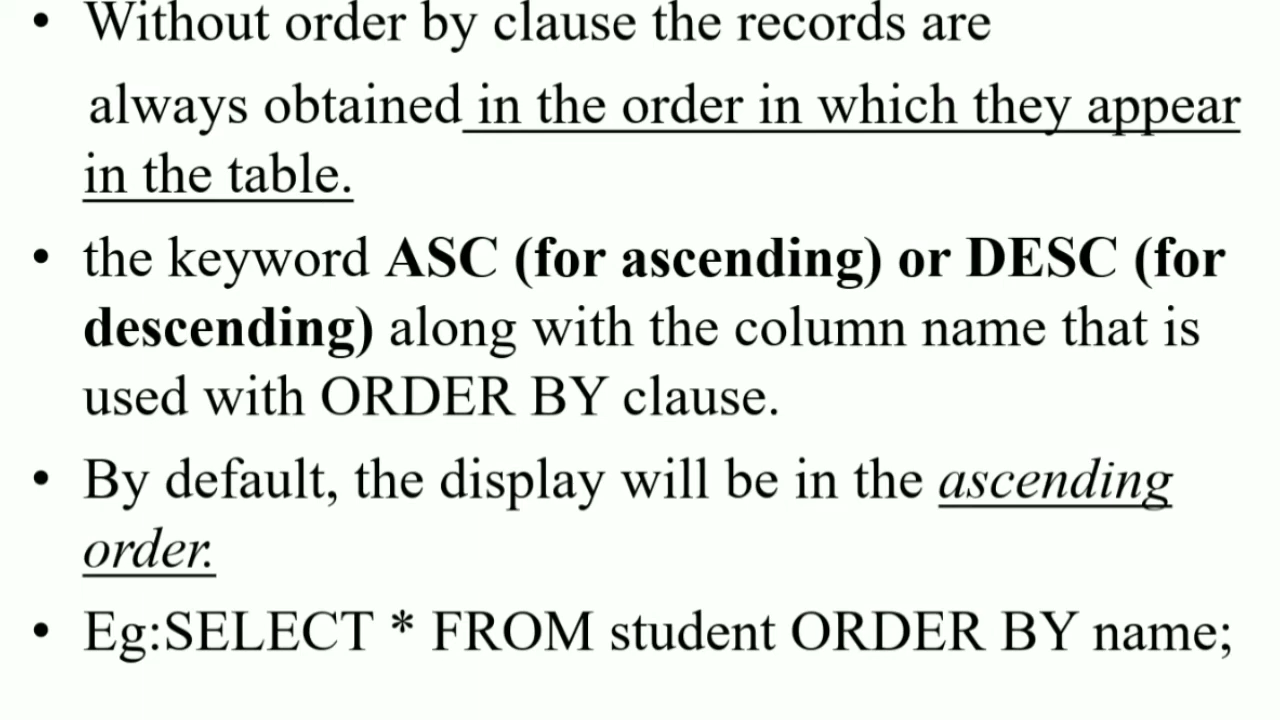 • Without order by clause the records are
always obtained in the order in which they appear
in the table.
• the keyword ASC (for ascending) or DESC (for
descending) along with the column name that is
used with ORDER BY clause.
• By default, the display will be in the ascending
order.
• Eg:SELECT * FROM student ORDER BY name;